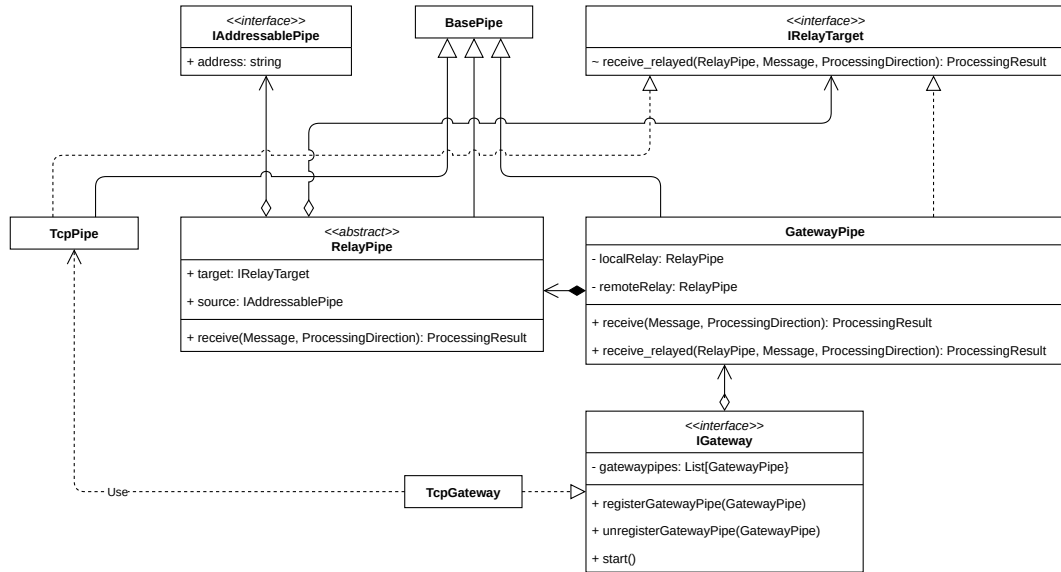 <<interface>>
IAddressablePipe
+ address: string
BasePipe
<<interface>>
IRelayTarget
~ receive_relayed(RelayPipe, Message, ProcessingDirection): ProcessingResult
TcpPipe
<<abstract>>
RelayPipe
+ target: IRelayTarget
+ source: IAddressablePipe
+ receive(Message, ProcessingDirection): ProcessingResult
GatewayPipe
- localRelay: RelayPipe
- remoteRelay: RelayPipe
+ receive(Message, ProcessingDirection): ProcessingResult
+ receive_relayed(RelayPipe, Message, ProcessingDirection): ProcessingResult
<<interface>>
IGateway
- gatewaypipes: List[GatewayPipe}
+ registerGatewayPipe(GatewayPipe)
+ unregisterGatewayPipe(GatewayPipe)
+ start()
TcpGateway
Use